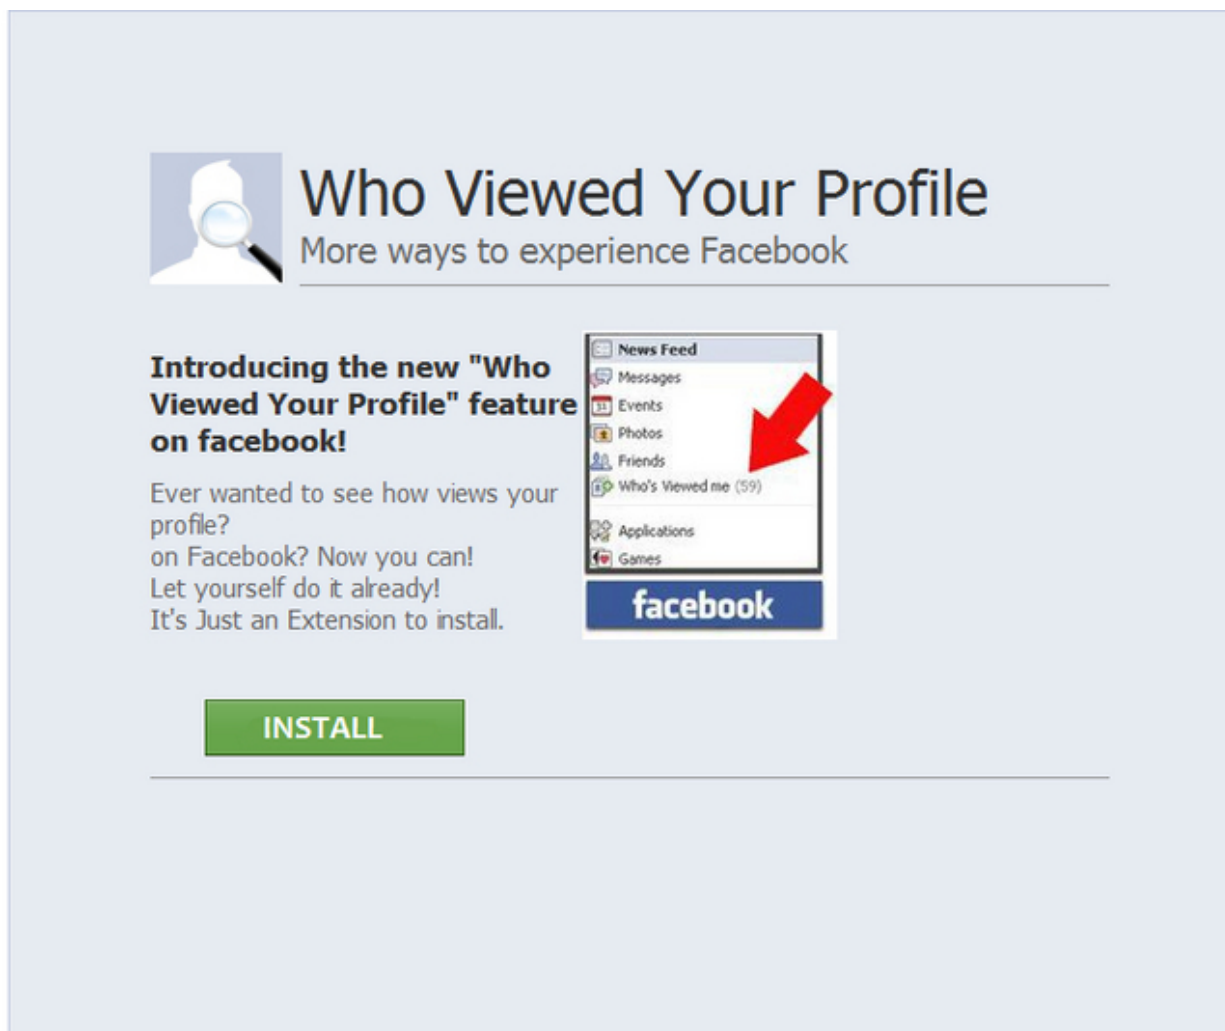 Who Viewed Your Profile
More ways to experience Facebook
Introducing the new "Who
Viewed Your Profile" feature
on facebook!
Ever wanted to see how views your
profile?
on Facebook? Now you can!
Let yourself do it already!
It's Just an Extension to install.
INSTALL
News Feed
Messages
31
Events
Photos
Friends
Who's Viewed me (59)
Applications
Games
facebook